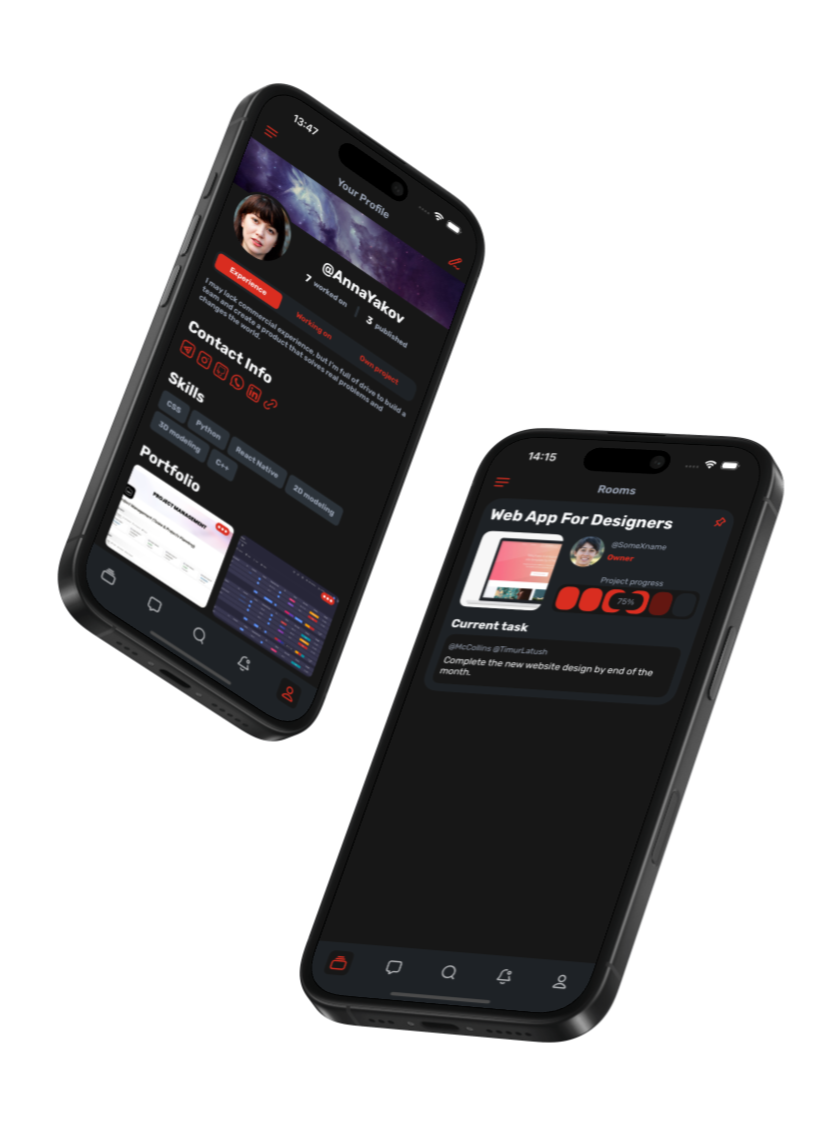 13:47
Your Profile
@AnnaYakov
7 worked on
3 published
Experience
Working on
Own project
I may lack commercial experience, but I'm full of drive to build a
team and create a product that solves real problems and
changes the world.
Contact Info
Skills
CSS
Python
React Native
2D modeling
3D modeling
C++
Portfolio
PROJECT MANAGEMENT
14:15
Rooms
Web App For Designers
@SomeXname
Owner
Project progress
75%
Current task
@McCollins @TimurLatush
Complete the new website design by end of the
month.